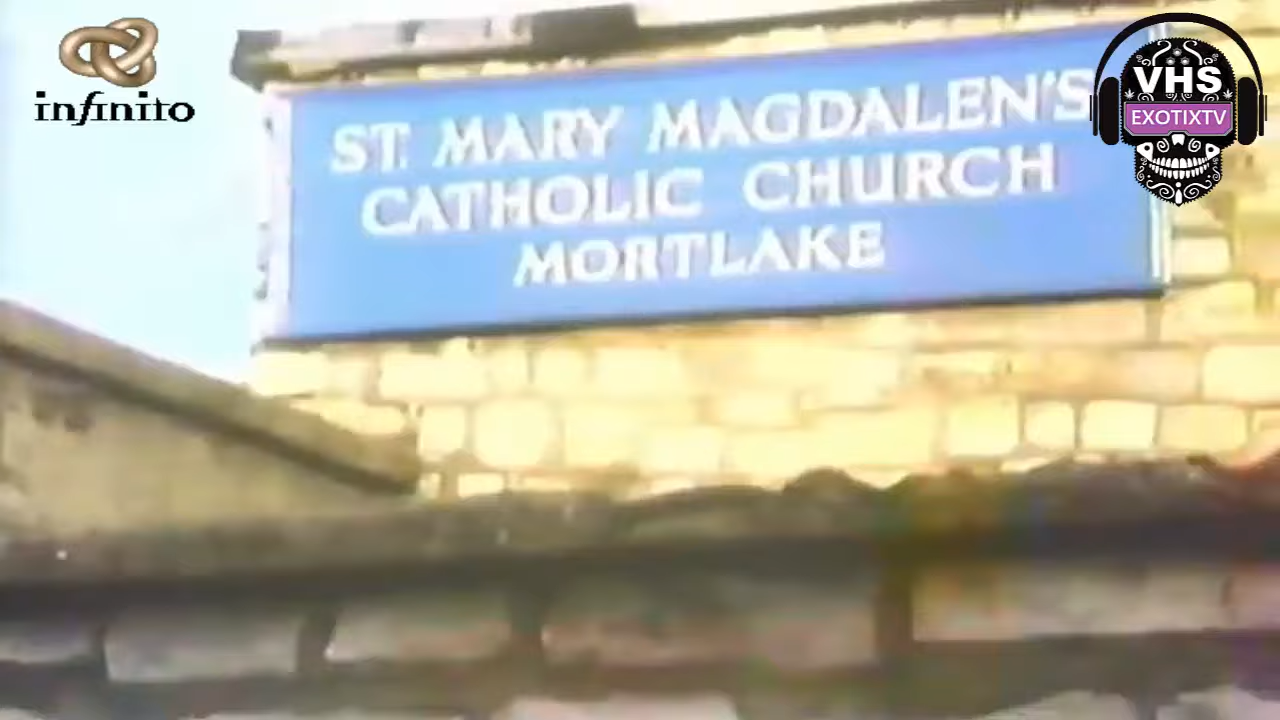 infinito
VHS
EXOTIXTV
ST. MARY MAGDALEN'S
CATHOLIC CHURCH
MORTLAKE